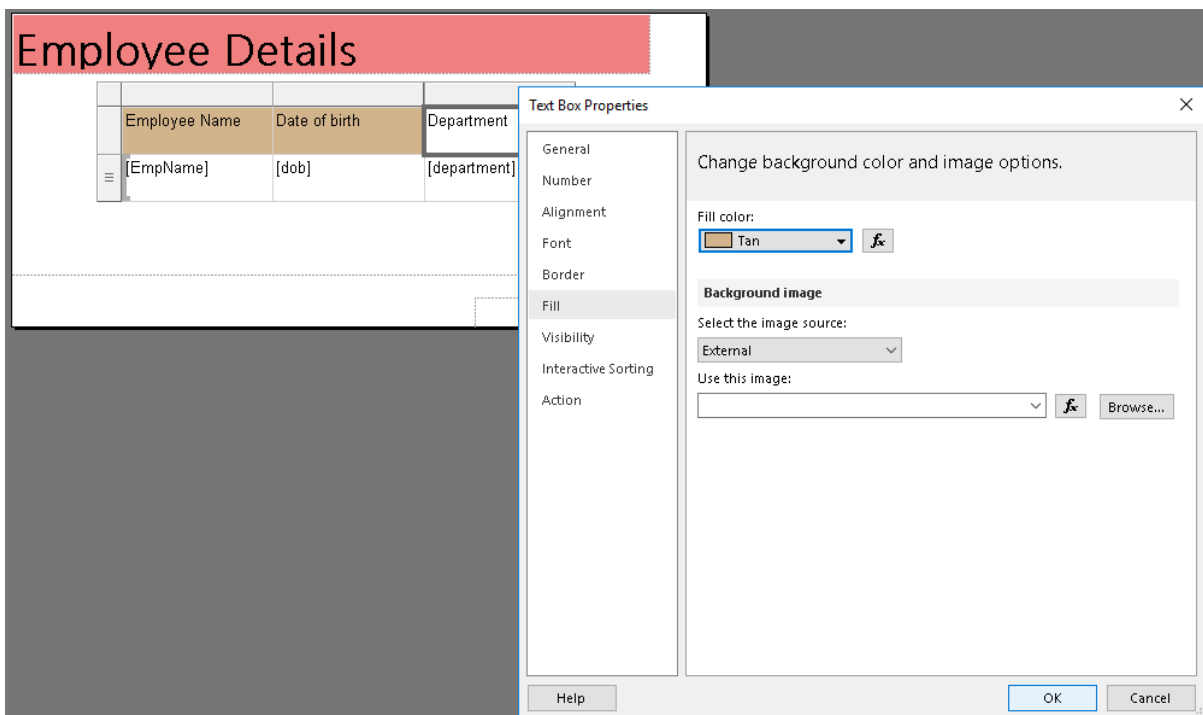 Employee Details
Employee Name Date of birth Department
[EmpName] [dob] [department]
Text Box Properties
General
Number
Alignment
Font
Border
Fill
Visibility
Interactive Sorting
Action
Change background color and image options.
Fill color:
Tan fx
Background image
Select the image source:
External
Use this image:
fx Browse...
Help OK Cancel